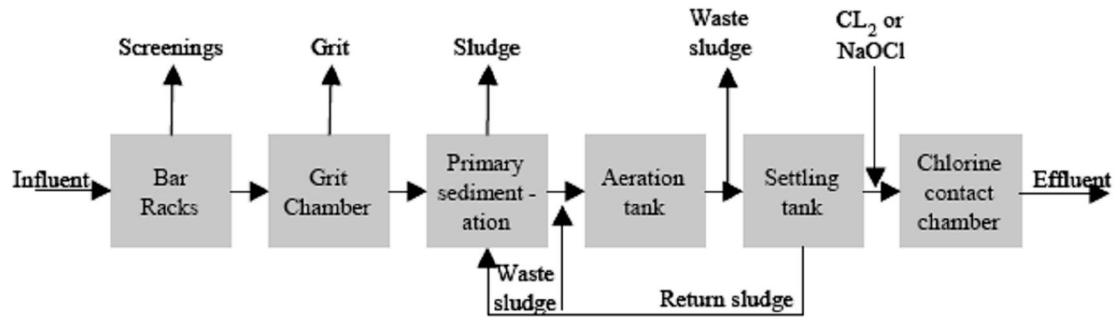 Screenings
Grit
Sludge
Waste
sludge
CL2 or
NaOCl
Influent
Bar
Racks
Grit
Chamber
Primary
sediment -
ation
Aeration
tank
Settling
tank
Chlorine
contact
chamber
Effluent
Waste
sludge
Return sludge